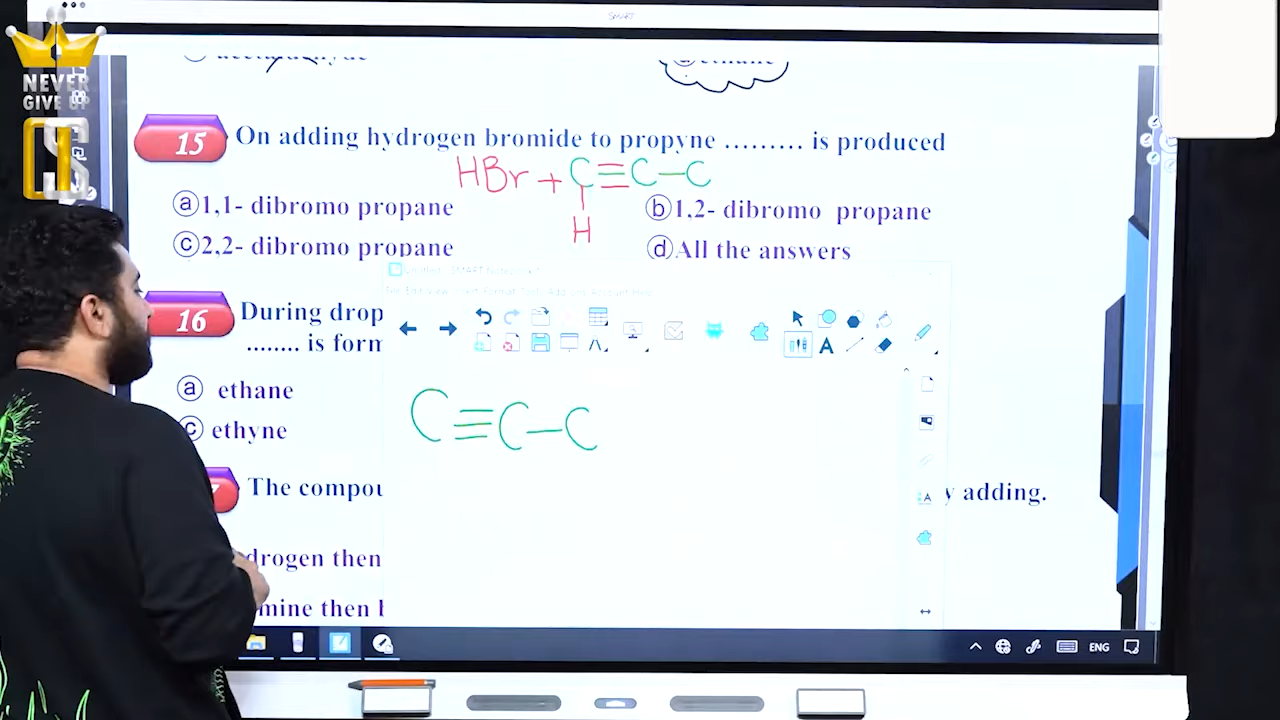 SMART
NEVER
GIVE UP
15 On adding hydrogen bromide to propyne ......... is produced
HBr + C≡C—C
H
ⓐ 1,1- dibromo propane
ⓑ 1,2- dibromo propane
ⓒ 2,2- dibromo propane
ⓓ All the answers
16 During drop
........ is form
ⓐ ethane
ⓒ ethyne
C≡C—C
The compou
y adding.
drogen then
mine then b
ENG